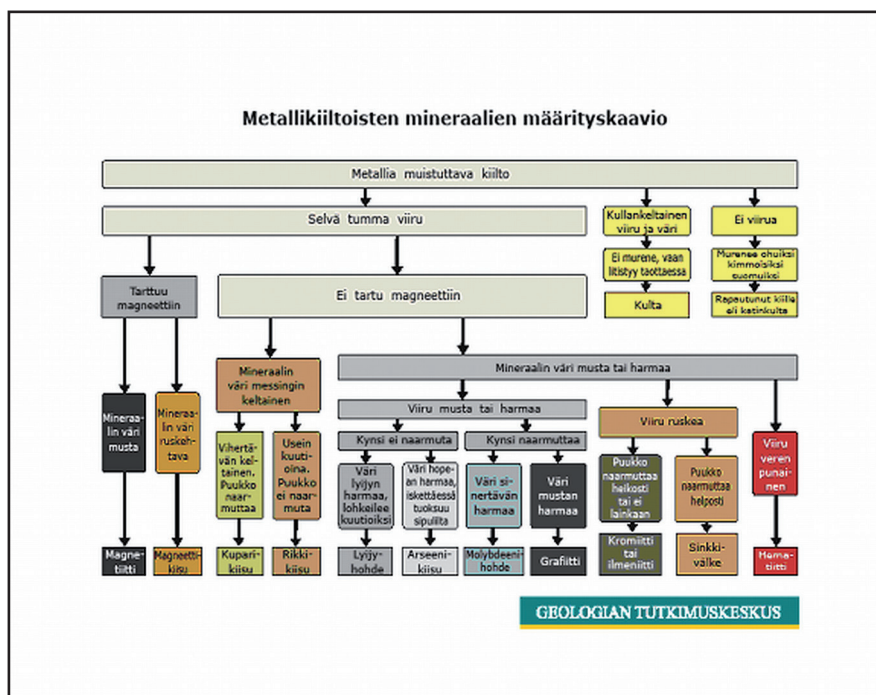 Metallikiiltoisten mineraalien määrityskaavio
Metallia muistuttava kiilto
Selvä tumma viiru
Kullankeltainen
viiru ja väri
Ei viirua
Ei murene, vaan
litistyy taottaessa
Murenee ohuiksi
kimmoisiksi
suomuiksi
Tarttuu
magneettiin
Ei tartu magneettiin
Kulta
Rapautunut kiille
eli katinkulta
Mineraalin
väri messingin
keltainen
Mineraalin väri musta tai harmaa
Mineraa-
lin väri
musta
Mineraa-
lin väri
ruskeh-
tava
Viiru musta tai harmaa
Viiru ruskea
Viiru
veren
punai-
nen
Kynsi ei naarmuta
Kynsi naarmuttaa
Vihertä-
vän kel-
tainen.
Puukko
naar-
muttaa
Usein
kuuti-
oina.
Puukko
ei naar-
muta
Väri
lyijyn
harmaa,
lohkeilee
kuutioiksi
Väri hope-
an harmaa,
iskettäessä
tuoksuu
sipulilta
Väri si-
nertävän
harmaa
Väri
mustan
harmaa
Puukko
naarmuttaa
heikosti
tai ei
lainkaan
Puukko
naarmuttaa
helposti
Magne-
tiitti
Magneetti-
kiisu
Kupari-
kiisu
Rikki-
kiisu
Lyijy-
hohde
Arseeni-
kiisu
Molybdeeni-
hohde
Grafiitti
Kromiitti
tai
ilmeniitti
Sinkki-
välke
Hema-
tiitti
GEOLOGIAN TUTKIMUSKESKUS